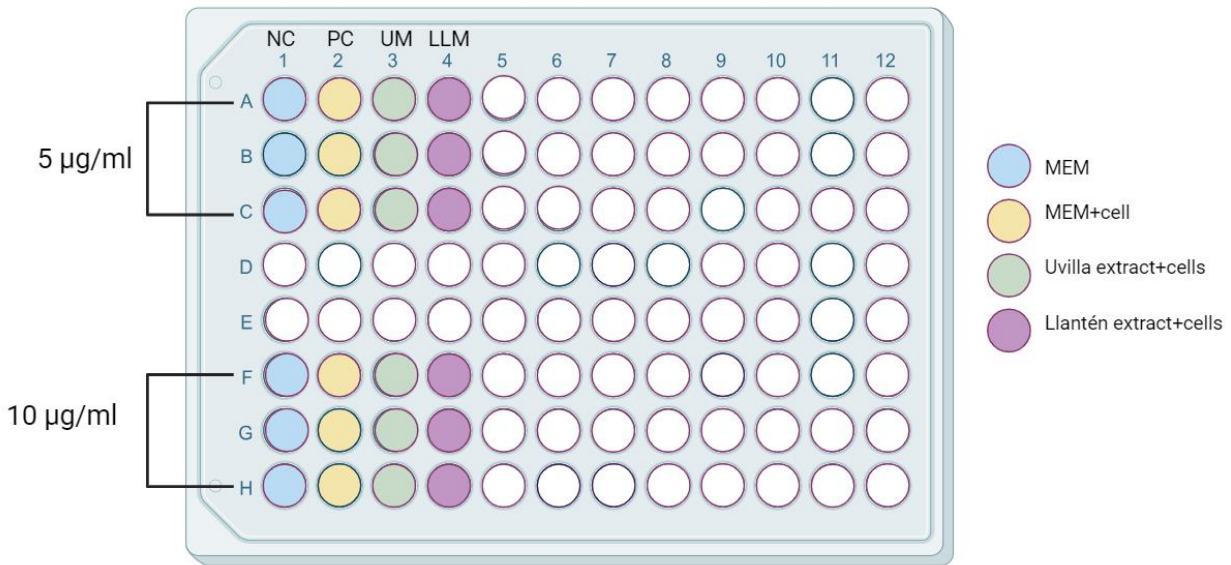 NC PC UM LLM
1 2 3 4 5 6 7 8 9 10 11 12
A
B
5 µg/ml
C
D
E
F
10 µg/ml
G
H
MEM
MEM+cell
Uvilla extract+cells
Llantén extract+cells